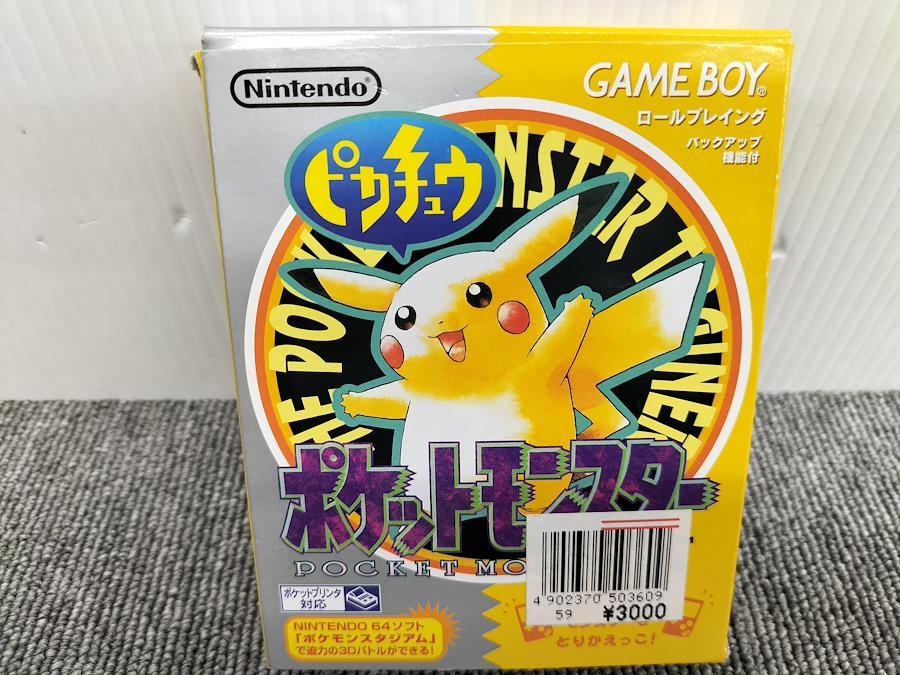 Nintendo®
GAME BOY®
ロールプレイング
バックアップ
機能付
ピカチュウ
ポケットモンスター
POCKET MO
ポケットプリンタ
対応
NINTENDO 64ソフト
「ポケモンスタジアム」
で迫力の3Dバトルができる!
4 902370 503609
59 ¥3000
とりかえっこ!